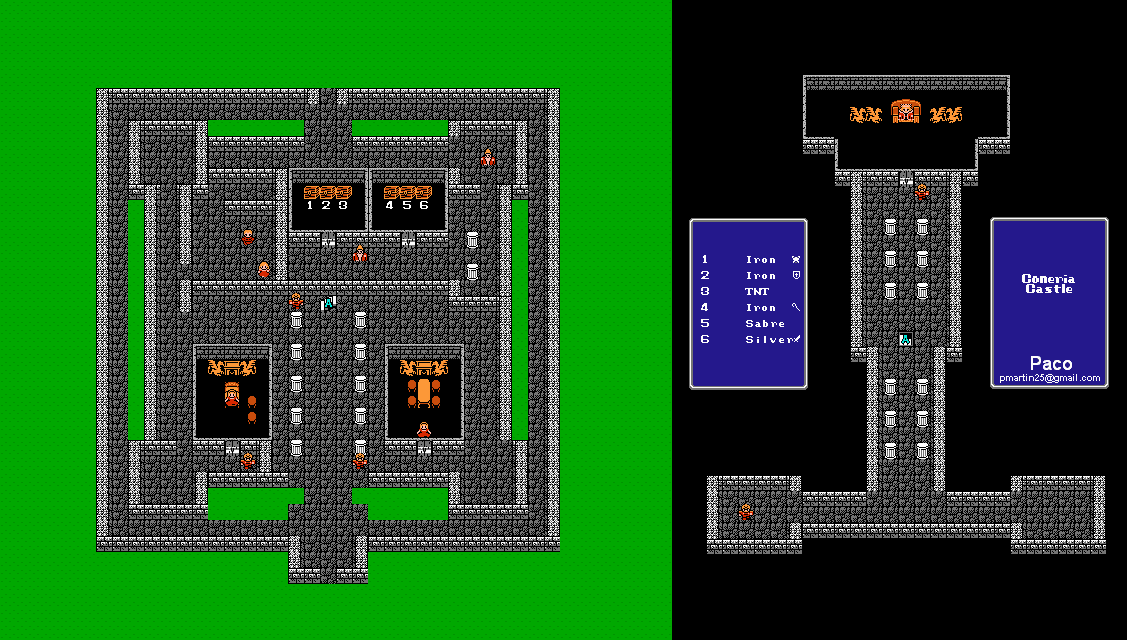 1 2 3
4 5 6
1 Iron
2 Iron
3 TNT
4 Iron
5 Sabre
6 Silver
Coneria
Castle
Paco
pmartin25@gmail.com